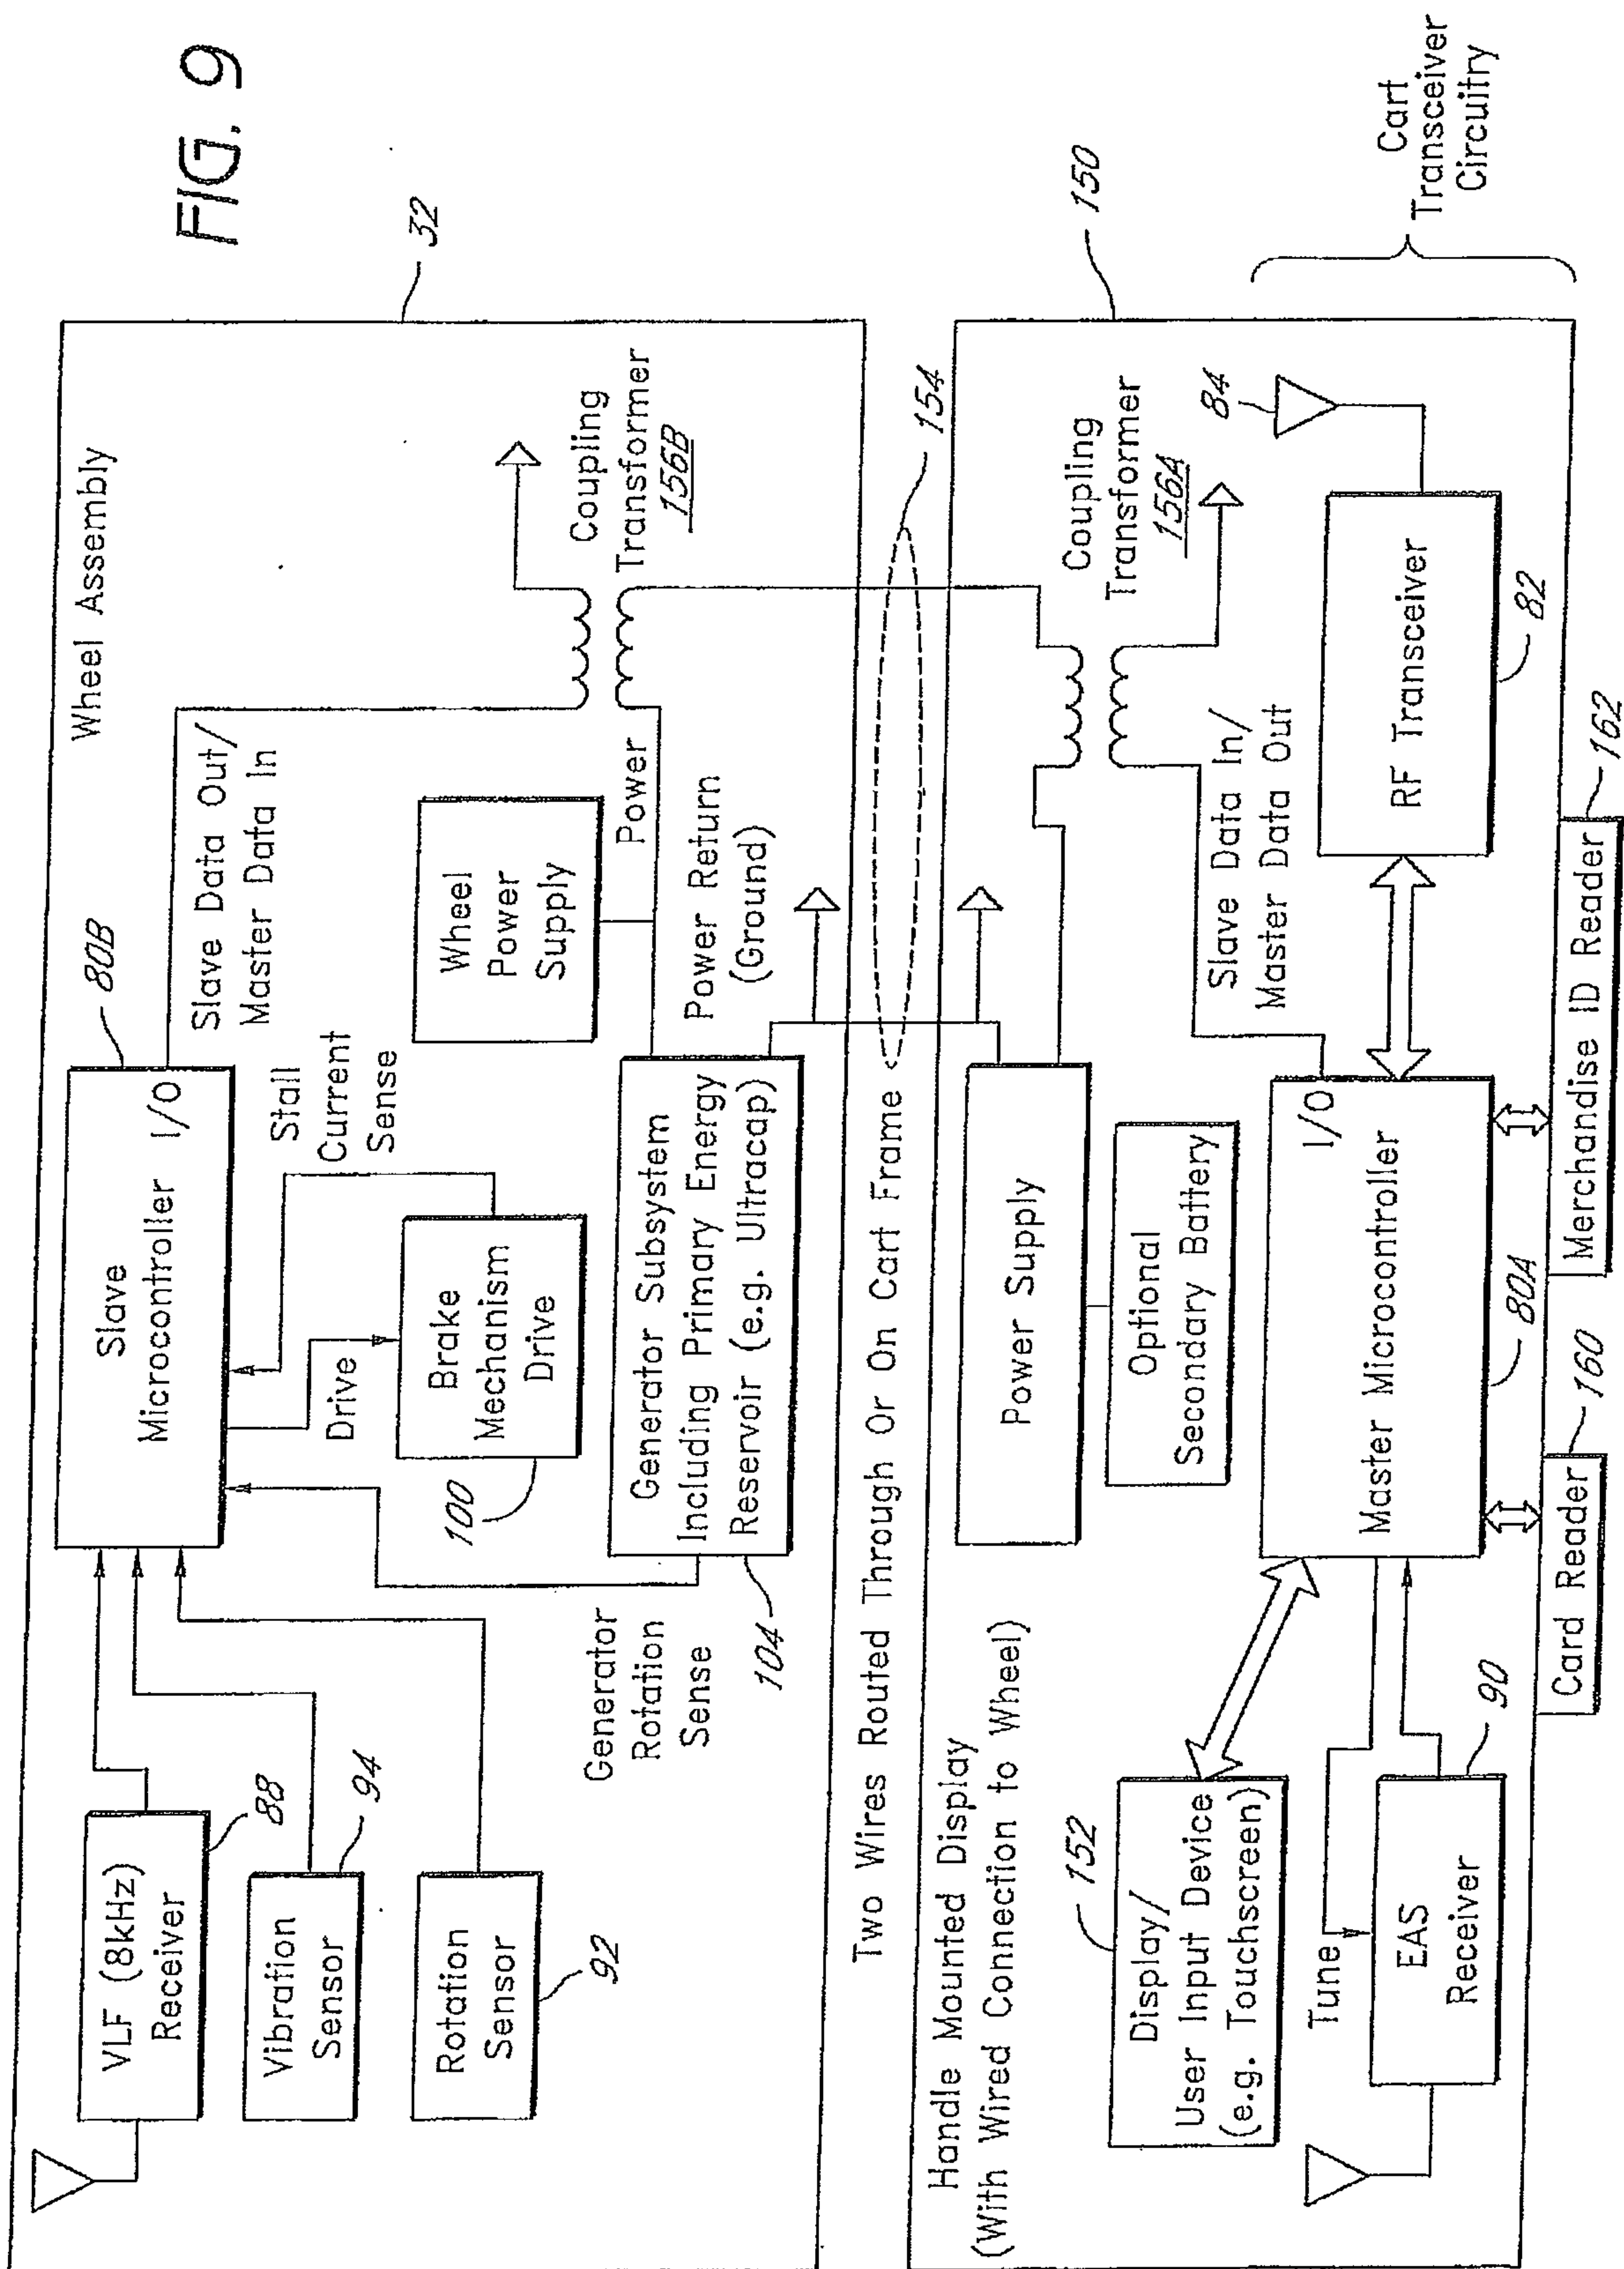 FIG. 9
Wheel Assembly
32
VLF (8kHz)
Receiver
88
Vibration
Sensor
94
Rotation
Sensor
92
Slave
Microcontroller I/O
80B
Slave Data Out/
Master Data In
Stall
Current
Sense
Drive
Brake
Mechanism
Drive
100
Wheel
Power
Supply
Power
Coupling
Transformer
156B
Generator
Rotation
Sense
104
Generator Subsystem
Including Primary Energy
Reservoir (e.g. Ultracap)
Power Return
(Ground)
Two Wires Routed Through Or On Cart Frame
154
Handle Mounted Display
(With Wired Connection to Wheel)
150
Power Supply
Optional
Secondary Battery
Coupling
Transformer
156A
Slave Data In/
Master Data Out
152
Display/
User Input Device
(e.g. Touchscreen)
Tune
EAS
Receiver
90
I/O
Master Microcontroller
80A
RF Transceiver
82
84
Cart
Transceiver
Circuitry
Card Reader
160
Merchandise ID Reader
162